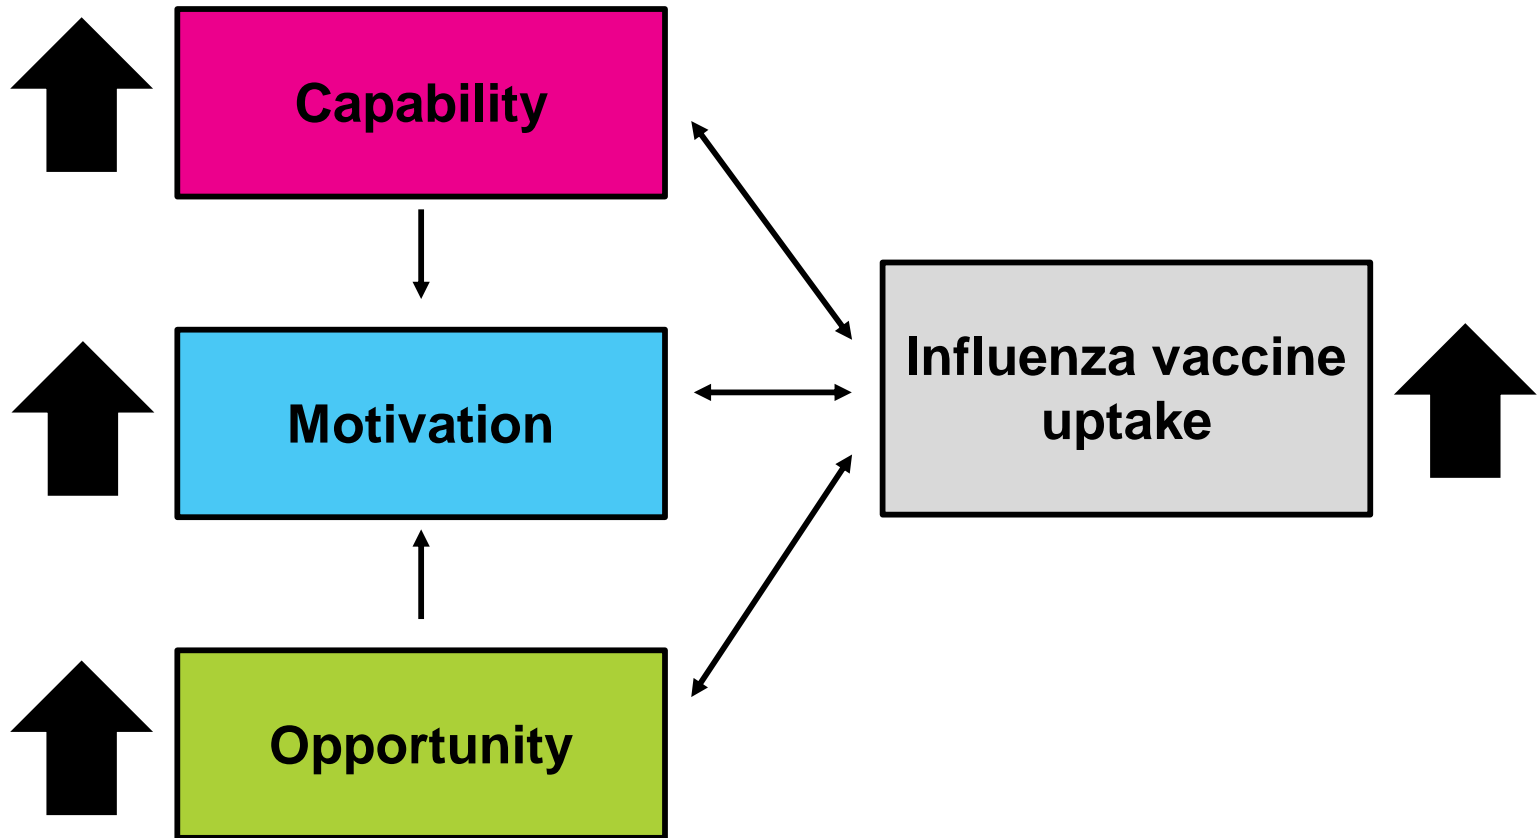 Capability
Motivation
Influenza vaccine
uptake
Opportunity